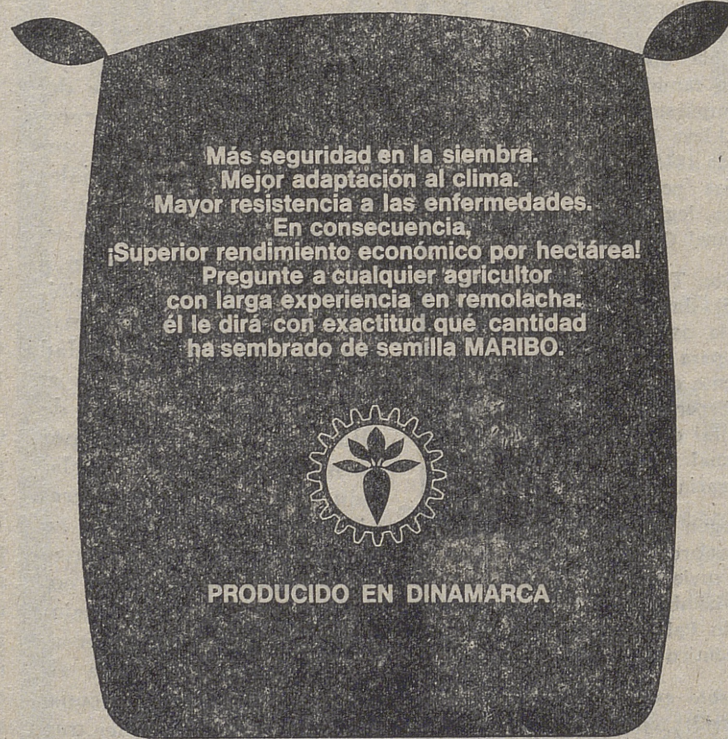 Más seguridad en la siembra.
Mejor adaptación al clima.
Mayor resistencia a las enfermedades.
En consecuencia,
¡Superior rendimiento económico por hectárea!
Pregunte a cualquier agricultor
con larga experiencia en remolacha:
él le dirá con exactitud qué cantidad
ha sembrado de semilla MARIBO.
PRODUCIDO EN DINAMARCA